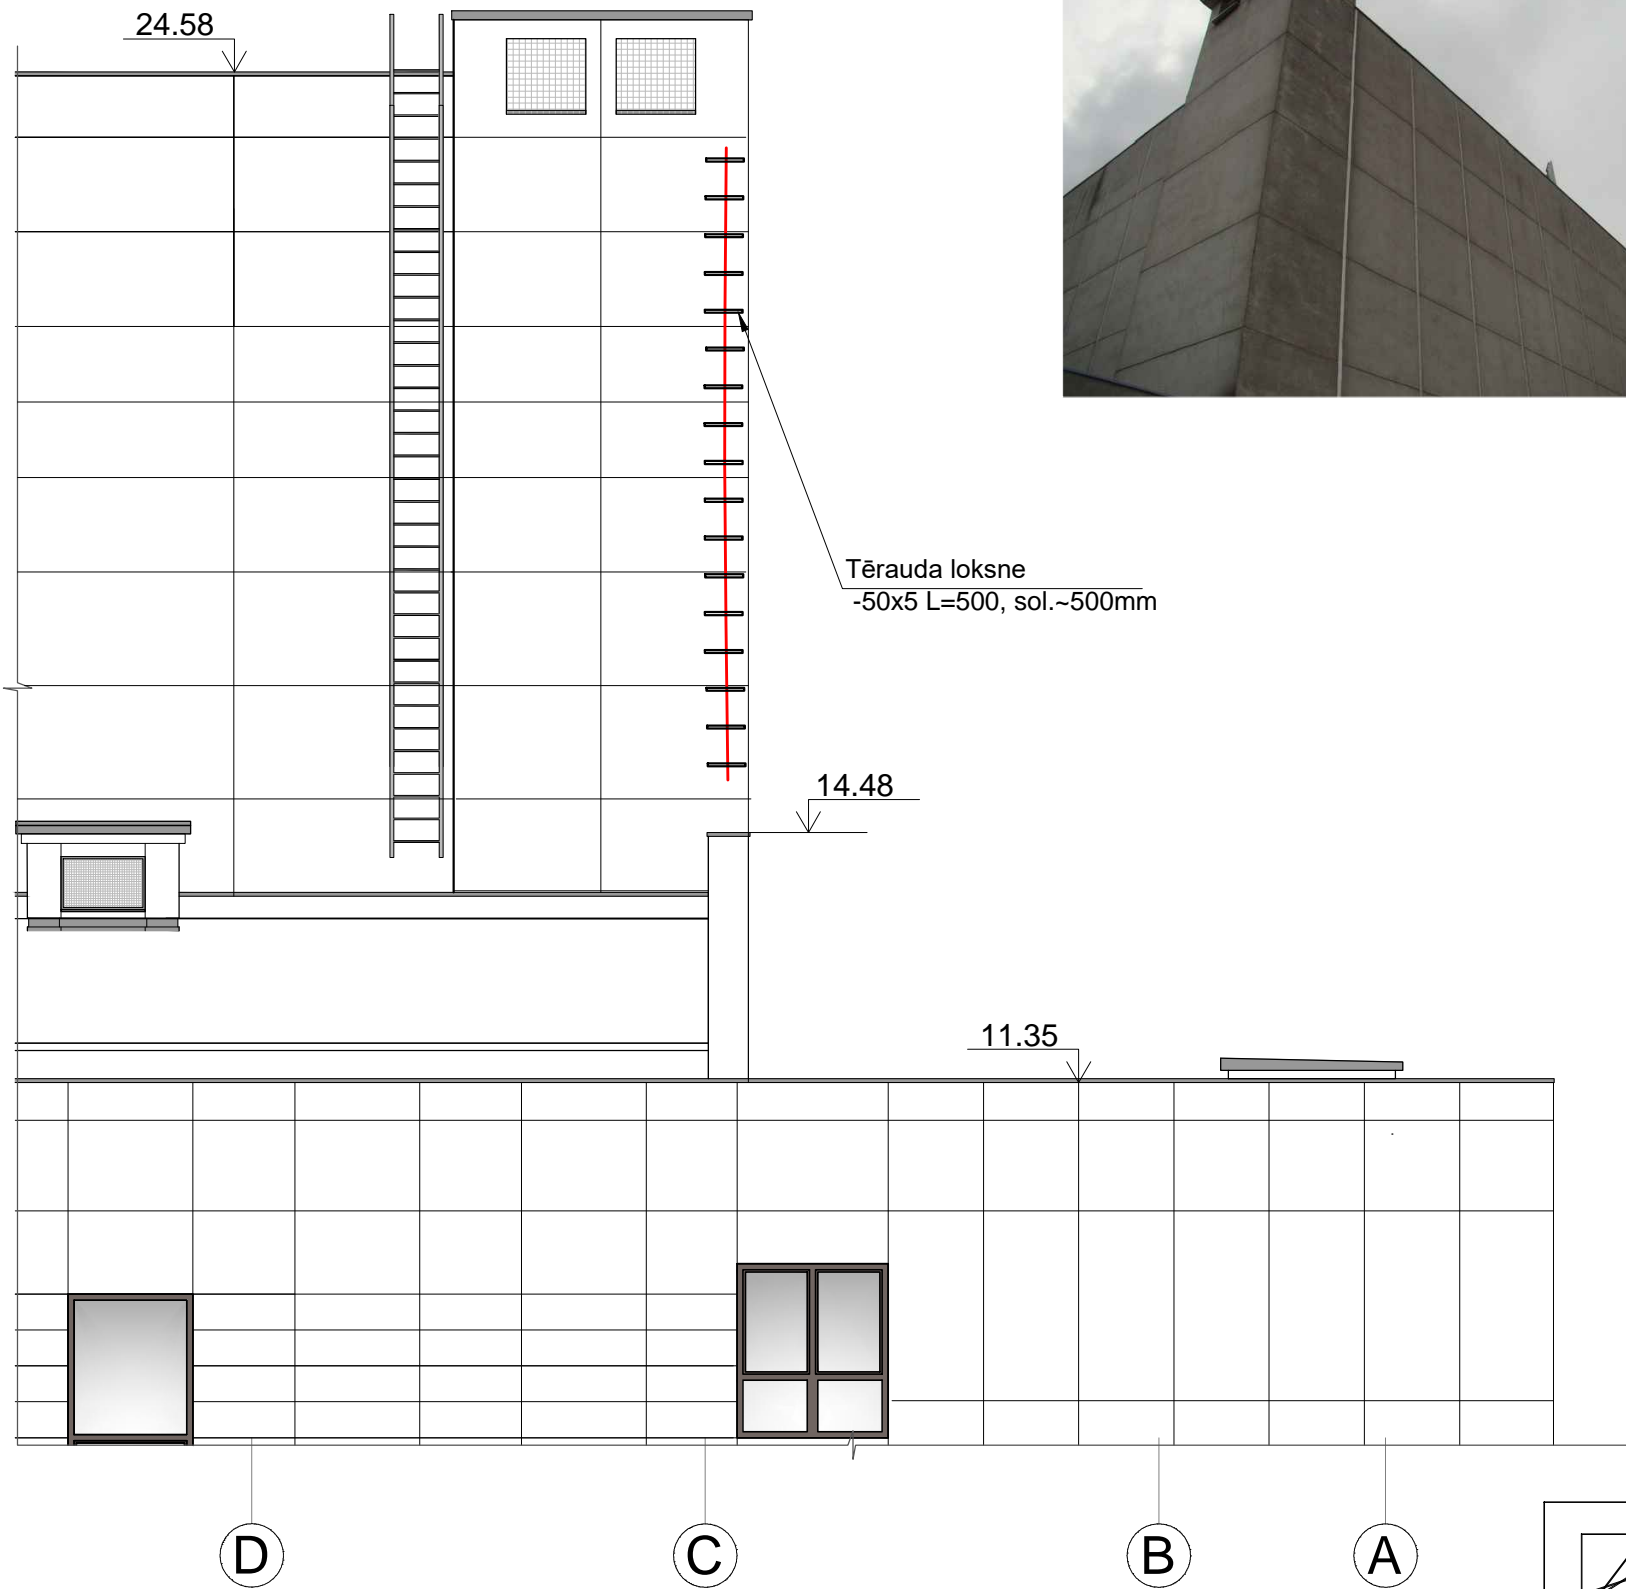 24.58
Tērauda loksne
-50x5 L=500, sol.~500mm
14.48
11.35
D
C
B
A